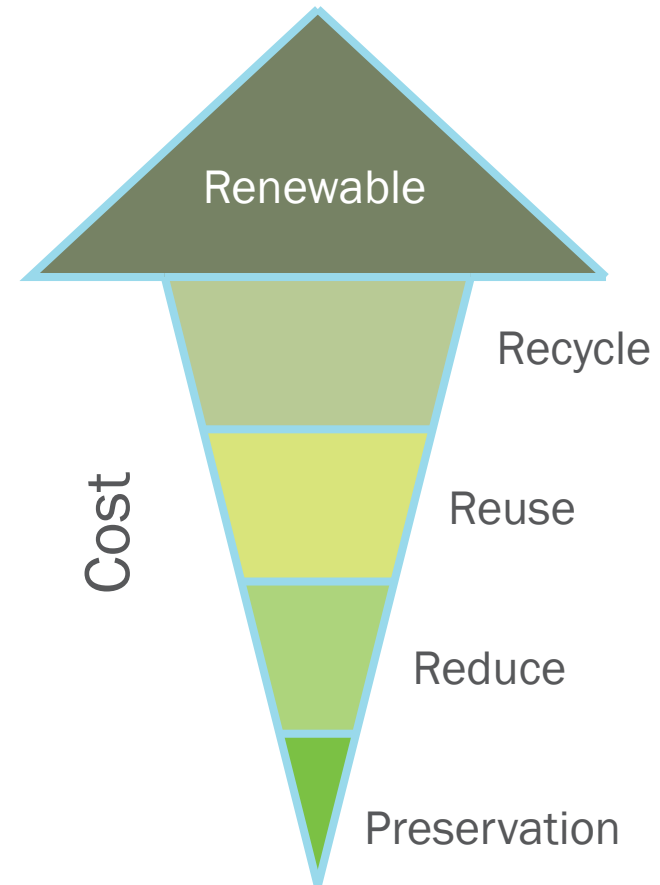 Renewable
Recycle
Cost
Reuse
Reduce
Preservation